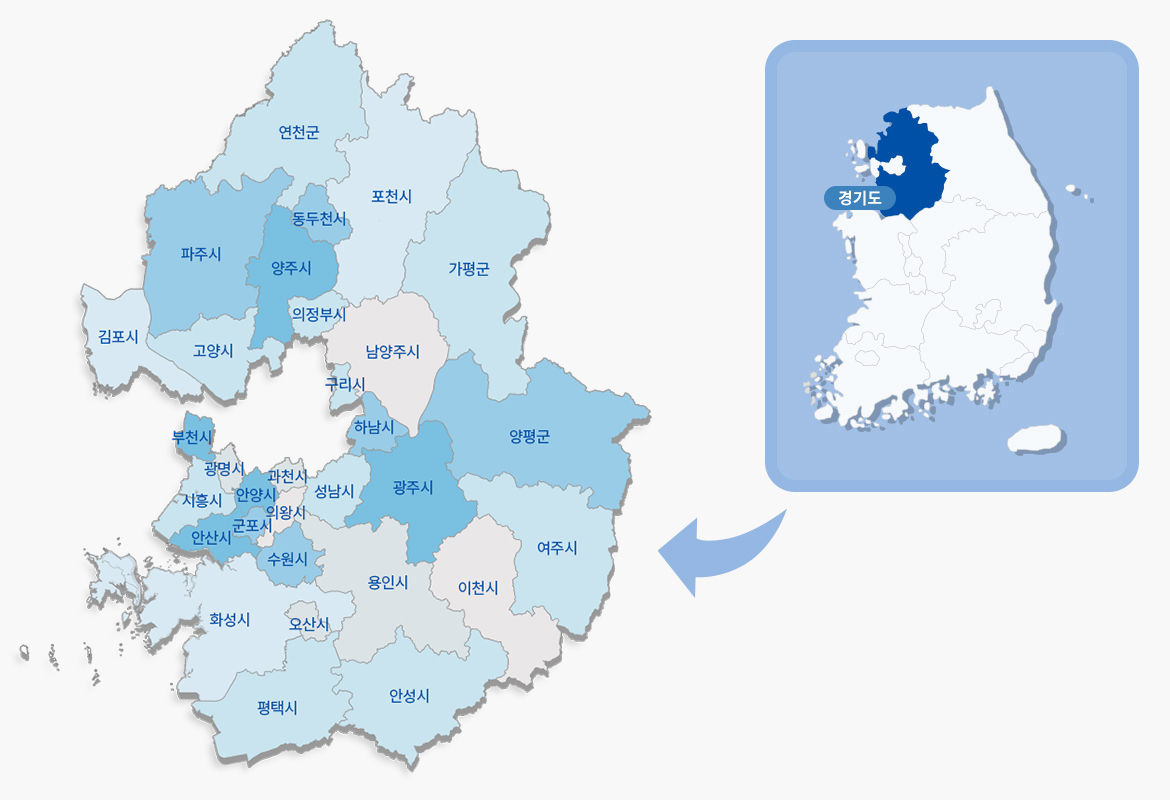 연천군
포천시
동두천시
파주시
양주시
가평군
의정부시
김포시
고양시
남양주시
구리시
하남시
양평군
부천시
광명시
과천시
성남시
광주시
안양시
시흥시
의왕시
군포시
안산시
여주시
수원시
용인시
이천시
화성시
오산시
안성시
평택시
경기도